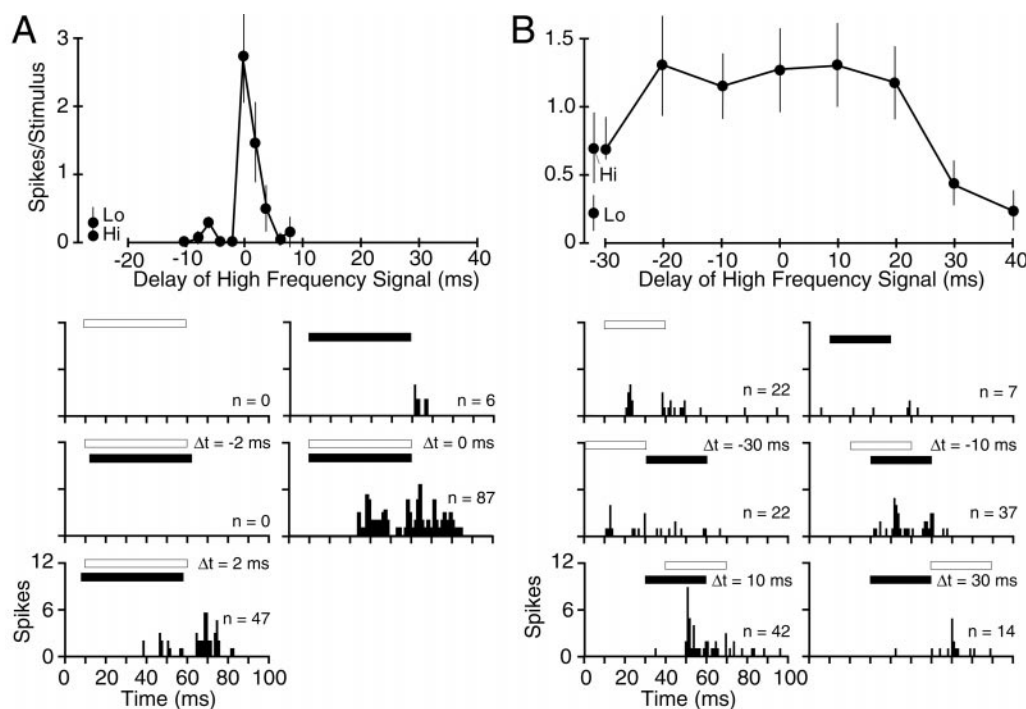 A
3
2
1
0
Spikes/Stimulus
Lo
Hi
-20 -10 0 10 20 30 40
Delay of High Frequency Signal (ms)
B
1.5
1.0
0.5
0
Hi
Lo
-30 -20 -10 0 10 20 30 40
Delay of High Frequency Signal (ms)
n = 0
n = 6
Δt = -2 ms
n = 0
Δt = 0 ms
n = 87
12
6
0
Spikes
Δt = 2 ms
n = 47
0 20 40 60 80 100
Time (ms)
n = 22
n = 7
Δt = -30 ms
n = 22
Δt = -10 ms
n = 37
12
6
0
Spikes
Δt = 10 ms
n = 42
Δt = 30 ms
n = 14
0 20 40 60 80 100
Time (ms)